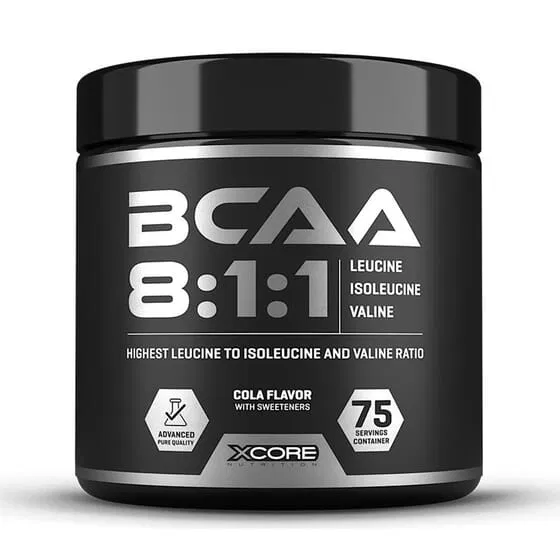 BCAA
8:1:1
LEUCINE
ISOLEUCINE
VALINE
HIGHEST LEUCINE TO ISOLEUCINE AND VALINE RATIO
COLA FLAVOR
WITH SWEETENERS
ADVANCED
PURE QUALITY
75
SERVINGS
CONTAINER
XCORE
NUTRITION